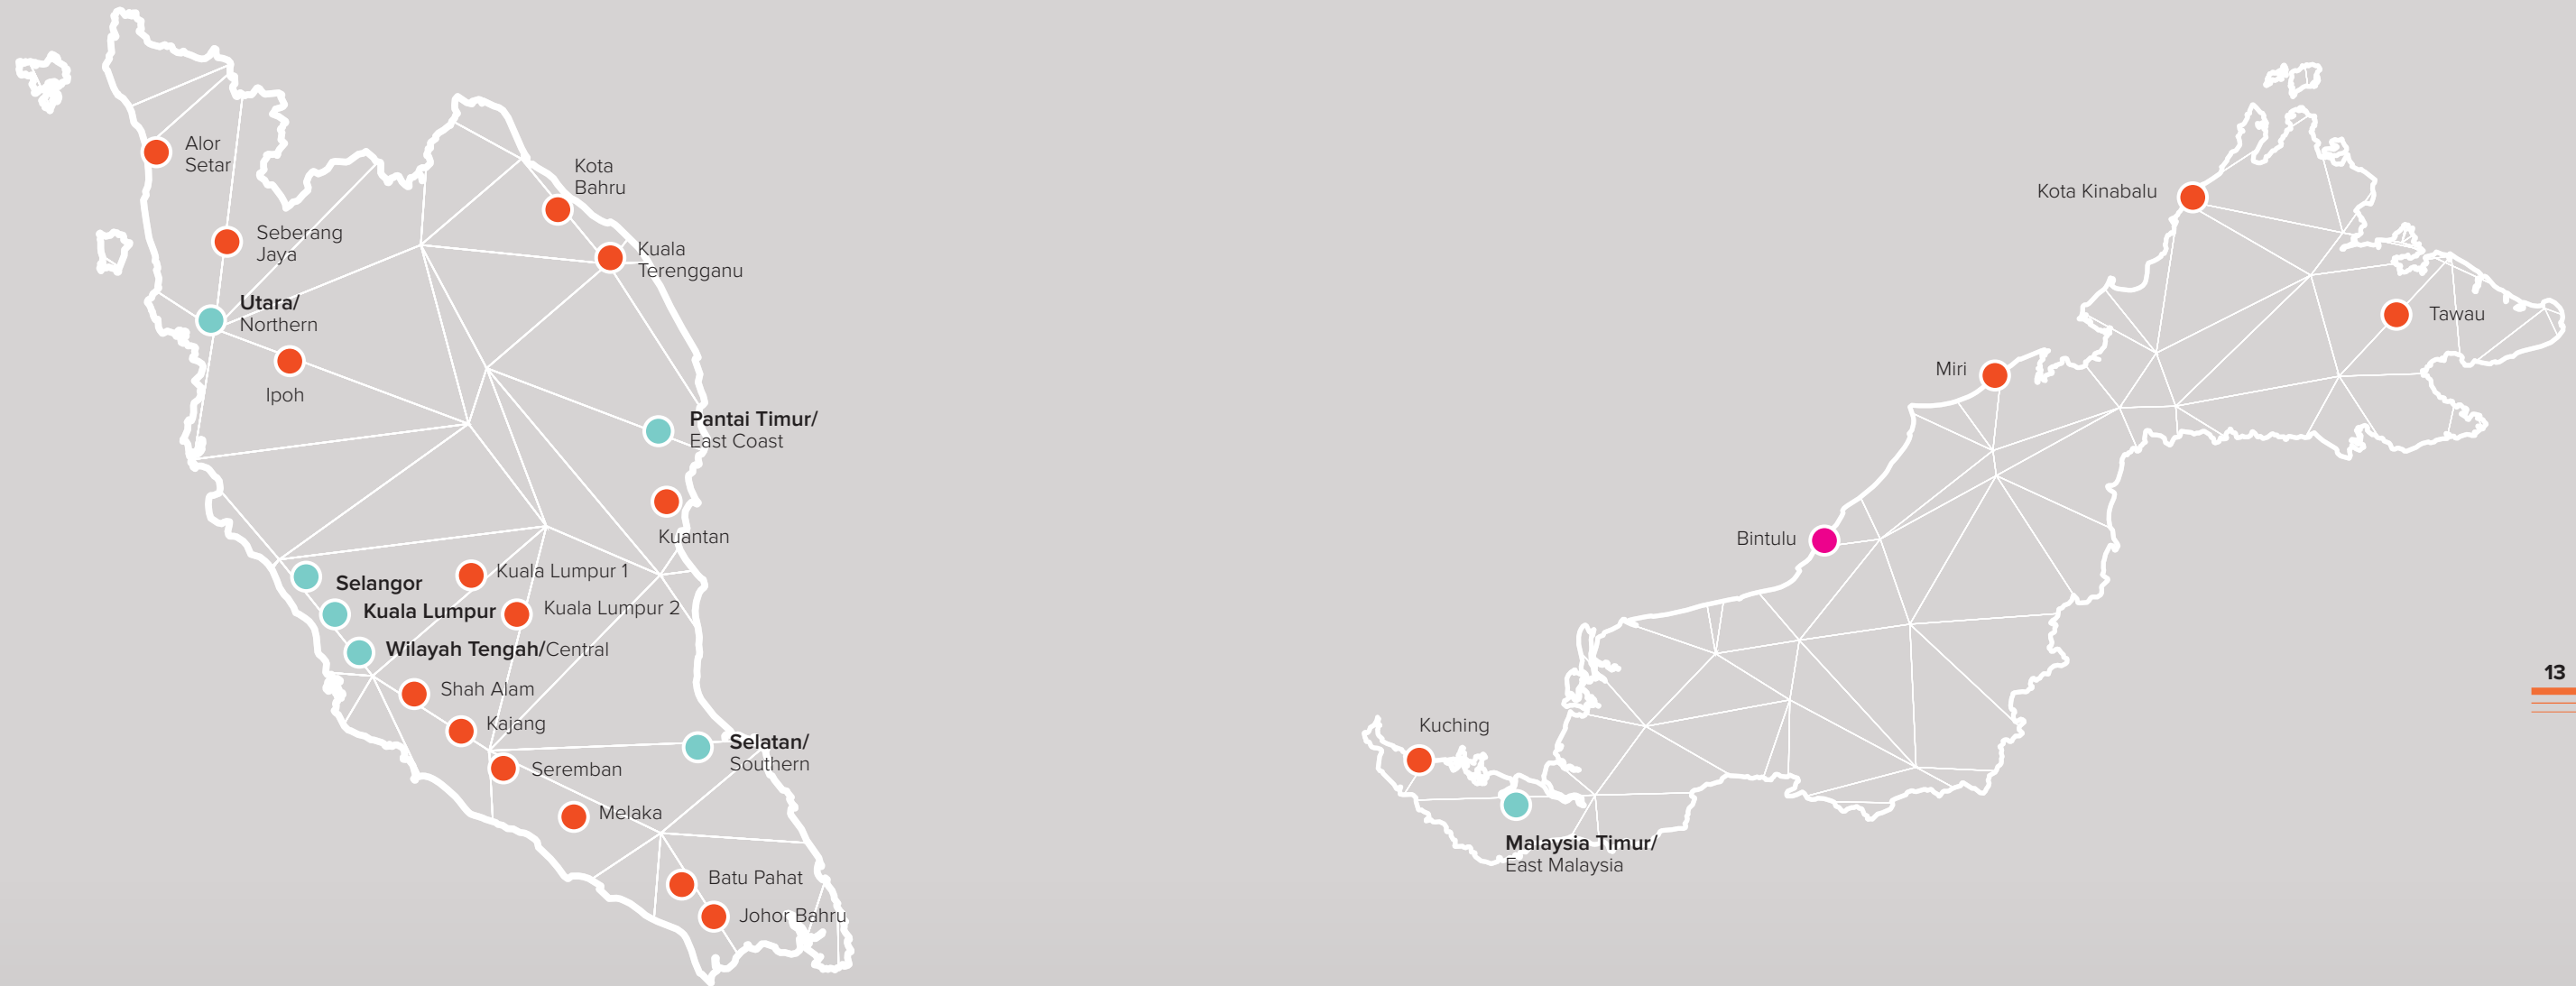 Alor
Setar
Seberang
Jaya
Utara/
Northern
Ipoh
Kota
Bahru
Kuala
Terengganu
Pantai Timur/
East Coast
Kuantan
Selangor
Kuala Lumpur 1
Kuala Lumpur
Kuala Lumpur 2
Wilayah Tengah/Central
Shah Alam
Kajang
Seremban
Selatan/
Southern
Melaka
Batu Pahat
Johor Bahru
Kota Kinabalu
Tawau
Miri
Bintulu
Kuching
Malaysia Timur/
East Malaysia
13